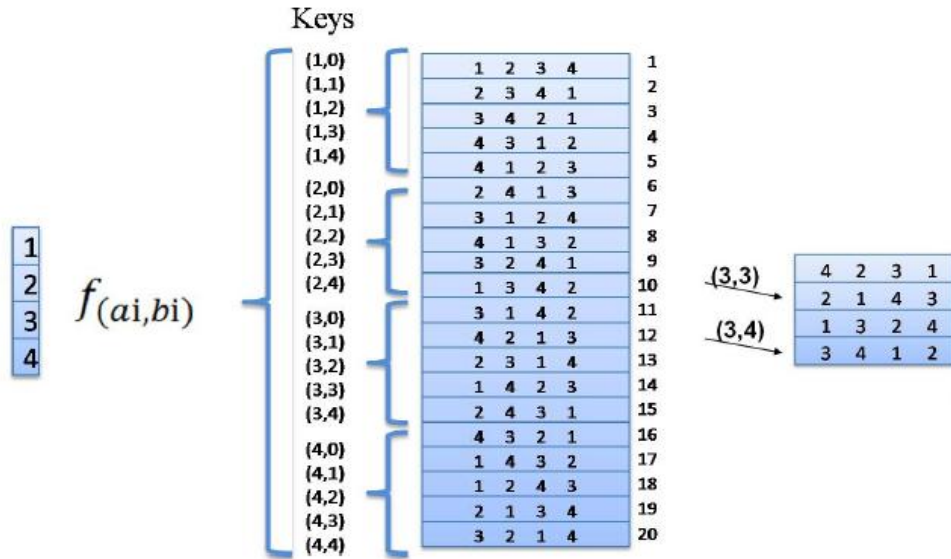 Keys
1
2
3
4
f(ai,bi)
(1,0)
(1,1)
(1,2)
(1,3)
(1,4)
(2,0)
(2,1)
(2,2)
(2,3)
(2,4)
(3,0)
(3,1)
(3,2)
(3,3)
(3,4)
(4,0)
(4,1)
(4,2)
(4,3)
(4,4)
1 2 3 4 1
2 3 4 1 2
3 4 2 1 3
4 3 1 2 4
4 1 2 3 5
2 4 1 3 6
3 1 2 4 7
4 1 3 2 8
3 2 4 1 9
1 3 4 2 10
3 1 4 2 11
4 2 1 3 12
2 3 1 4 13
1 4 2 3 14
2 4 3 1 15
4 3 2 1 16
1 4 3 2 17
1 2 4 3 18
2 1 3 4 19
3 2 1 4 20
(3,3)
(3,4)
4 2 3 1
2 1 4 3
1 3 2 4
3 4 1 2